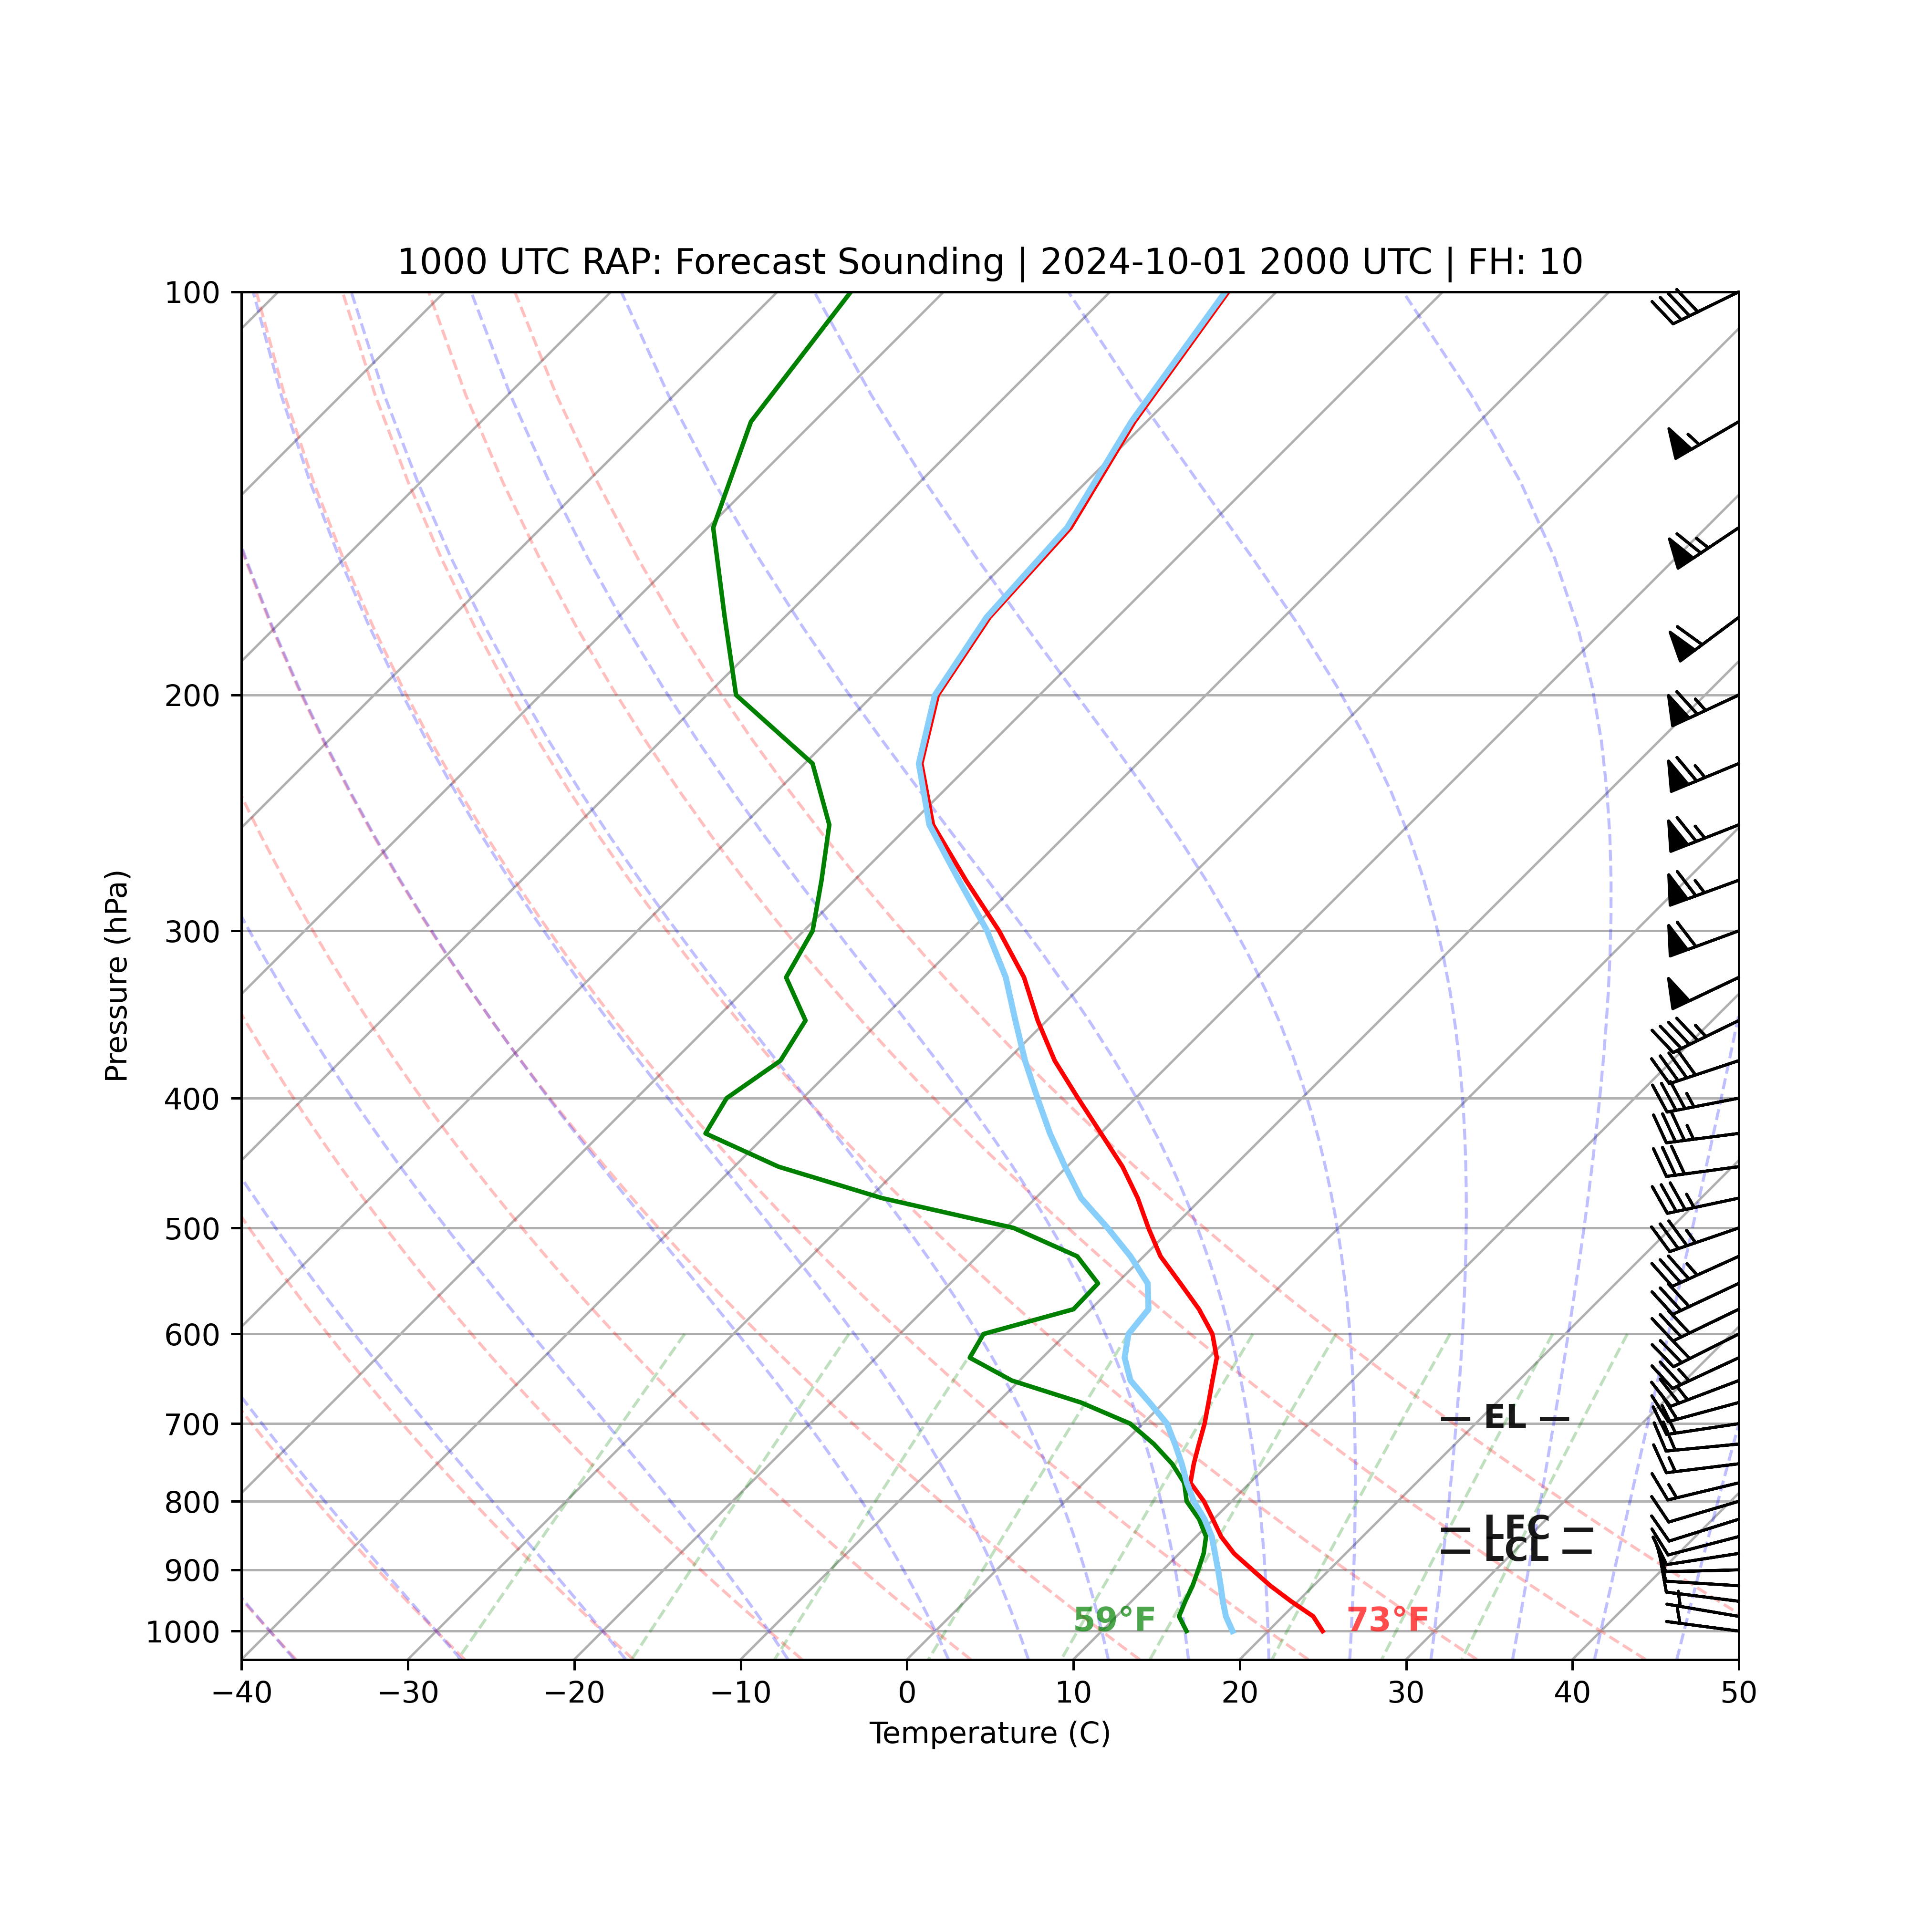 1000 UTC RAP: Forecast Sounding | 2024-10-01 2000 UTC | FH: 10
100
200
300
400
500
600
700
800
900
1000
Pressure (hPa)
— EL —
— LFC —
— LCL —
59°F
73°F
−40 −30 −20 −10 0 10 20 30 40 50
Temperature (C)